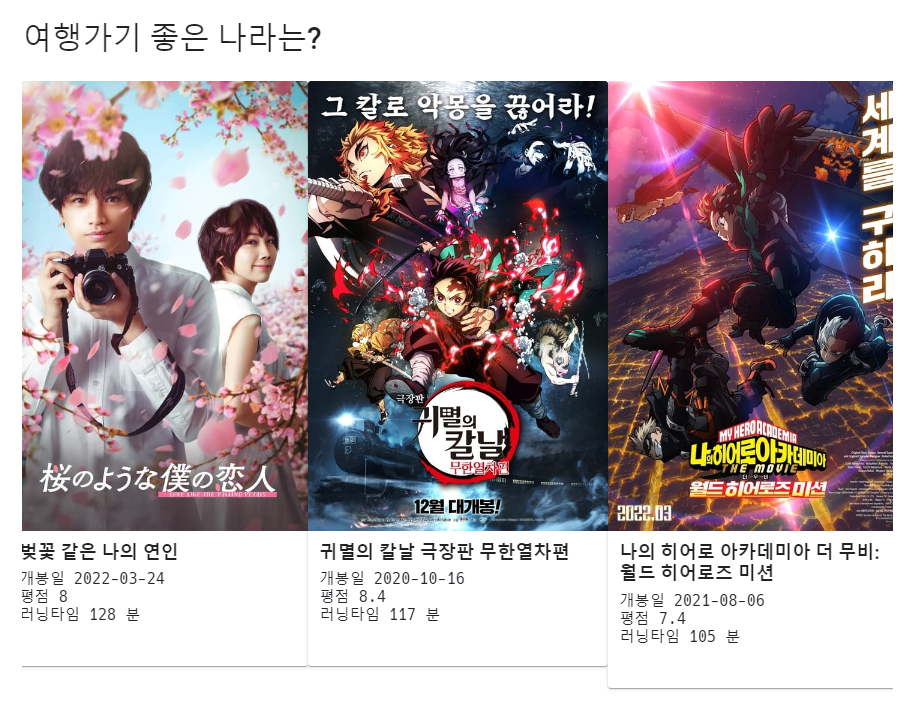 여행가기 좋은 나라는?
桜のような僕の恋人
LOVE LIKE THE FALLING PETALS
벚꽃 같은 나의 연인
개봉일 2022-03-24
평점 8
러닝타임 128 분
그 칼로 악몽을 끊어라!
극장판
귀멸의
칼날
무한열차편
12월 대개봉!
귀멸의 칼날 극장판 무한열차편
개봉일 2020-10-16
평점 8.4
러닝타임 117 분
세계를 구하라
MY HERO ACADEMIA
나의히어로아카데미아
THE MOVIE
더 무비
월드 히어로즈 미션
2022.03
나의 히어로 아카데미아 더 무비:
월드 히어로즈 미션
개봉일 2021-08-06
평점 7.4
러닝타임 105 분